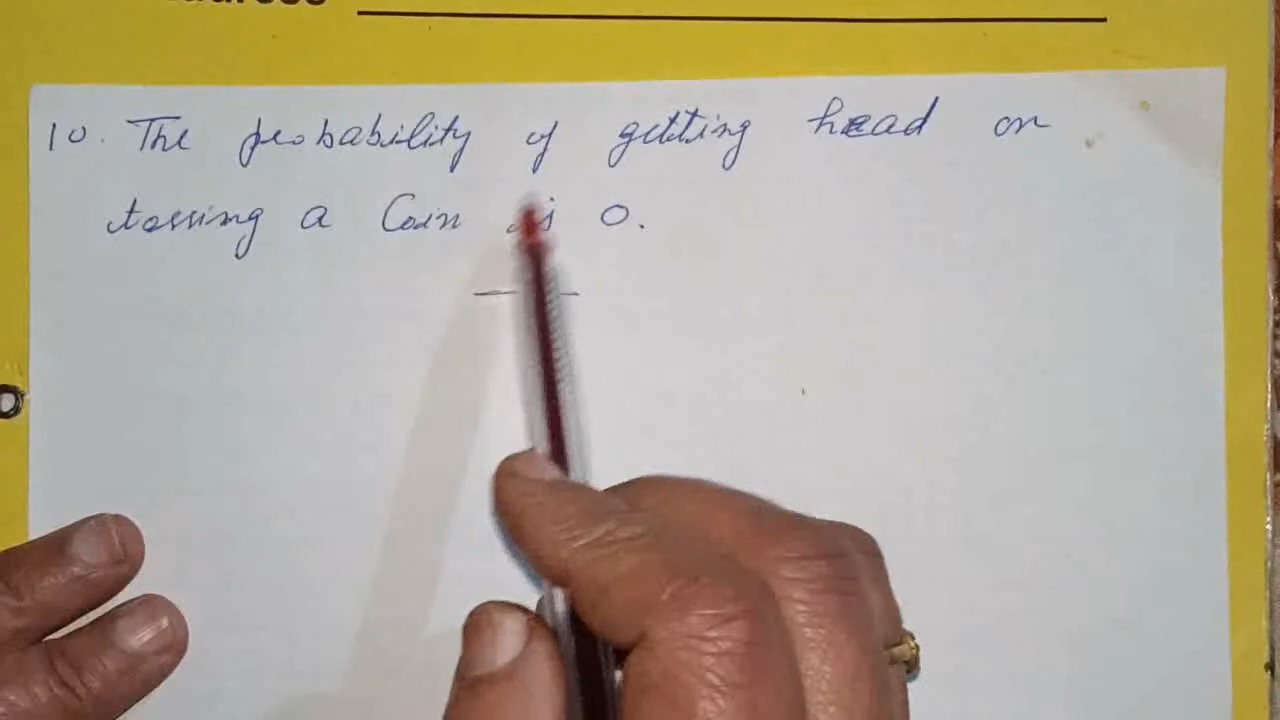 10. The probability of getting head on
tossing a Coin is 0.